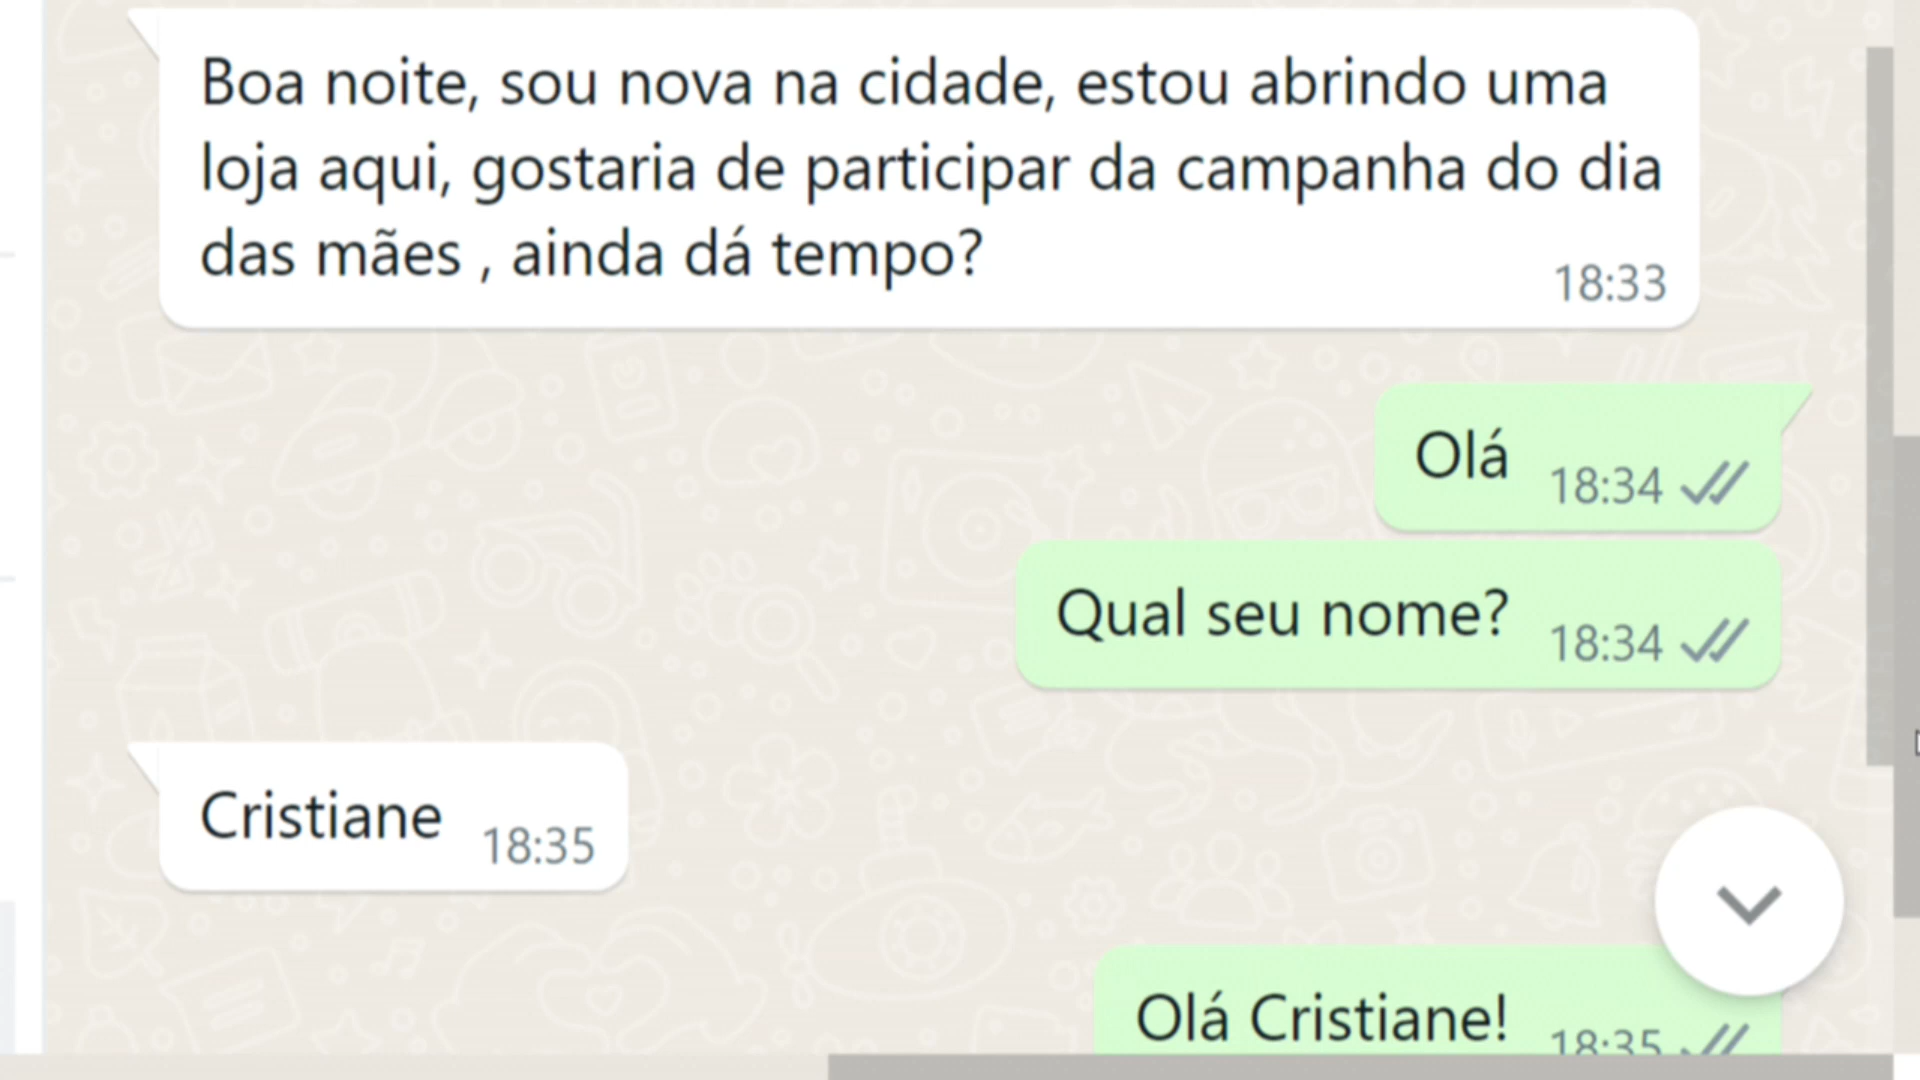 Boa noite, sou nova na cidade, estou abrindo uma
loja aqui, gostaria de participar da campanha do dia
das mães , ainda dá tempo?
18:33
Olá 18:34
Qual seu nome? 18:34
Cristiane 18:35
Olá Cristiane! 18:35